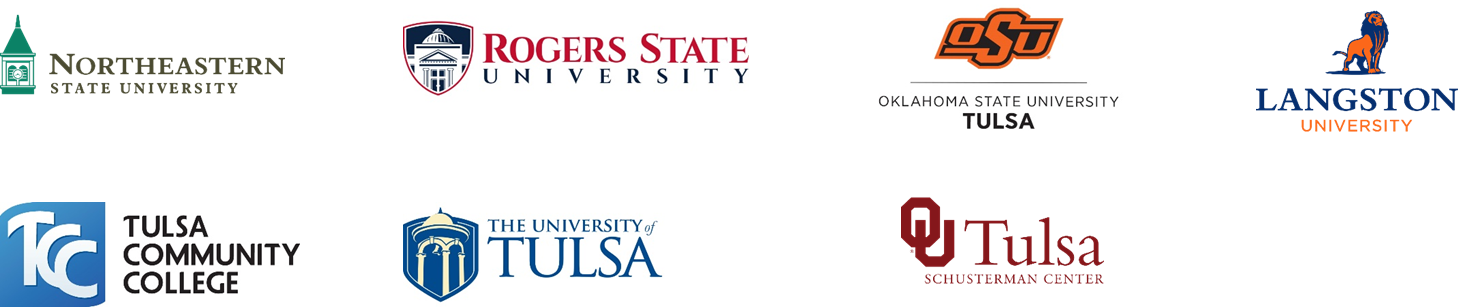 NORTHEASTERN
STATE UNIVERSITY
ROGERS STATE
UNIVERSITY
OSU
OKLAHOMA STATE UNIVERSITY
TULSA
LANGSTON
UNIVERSITY
TCC
TULSA
COMMUNITY
COLLEGE
THE UNIVERSITY of
TULSA
OU Tulsa
SCHUSTERMAN CENTER